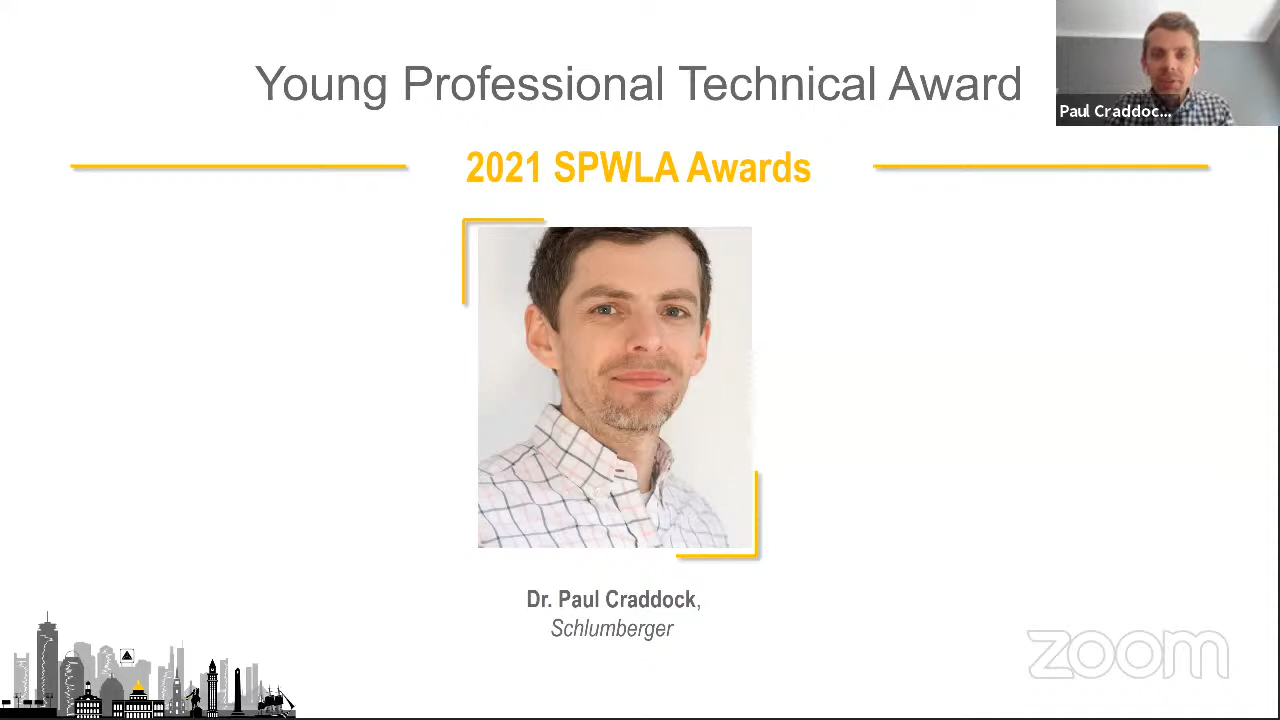 Young Professional Technical Award
Paul Craddoc...
2021 SPWLA Awards
Dr. Paul Craddock,
Schlumberger
zoom